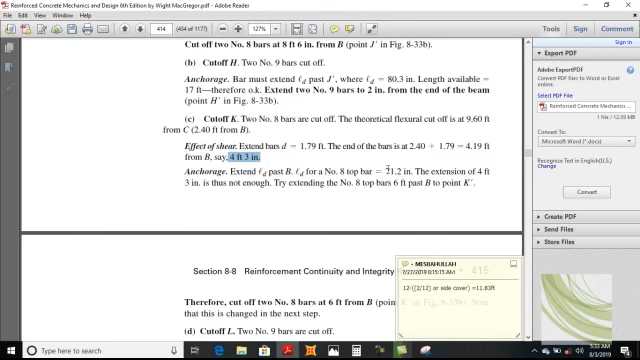 Reinforced Concrete Mechanics and Design 6th Edition by Wight MacGregor.pdf - Adobe Reader
File Edit View Window Help
414 (434 of 1177) 127% Tools Sign Comment
Sign In
Cut off two No. 8 bars at 8 ft 6 in. from B (point J′ in Fig. 8-33b).
(b) Cutoff H. Two No. 9 bars cut off.
Anchorage. Bar must extend ℓd past J′, where ℓd = 80.3 in. Length available =
17 ft—therefore o.k. Extend two No. 9 bars to 2 in. from the end of the beam
(point H′ in Fig. 8-33b).
(c) Cutoff K. Two No. 8 bars are cut off. The theoretical flexural cut off is at 9.60 ft
from C (2.40 ft from B).
Effect of shear. Extend bars d = 1.79 ft. The end of the bars is at 2.40 + 1.79 = 4.19 ft
from B, say, 4 ft 3 in.
Anchorage. Extend ℓd past B. ℓd for a No. 8 top bar = 21.2 in. The extension of 4 ft
3 in. is thus not enough. Try extending the No. 8 top bars 6 ft past B to point K′.
Section 8-8 Reinforcement Continuity and Integrity
415
Therefore, cut off two No. 8 bars at 6 ft from B (point K′ in Fig. 8-33b). Note
that this is changed in the next step.
(d) Cutoff L. Two No. 9 bars are cut off.
MESBAHULLAH
7/27/2019 8:15:15 AM
12-((2/12) or side cover)=11.83ft
Export PDF
Adobe ExportPDF
Convert PDF files to Word or Excel online.
Select PDF File:
1 file / 12.59 MB
Convert To:
Microsoft Word (*.docx)
Recognize Text in English(U.S.)
Change
Convert
Create PDF
Edit PDF
Send Files
Store Files
Type here to search
5:33 AM
8/3/2019